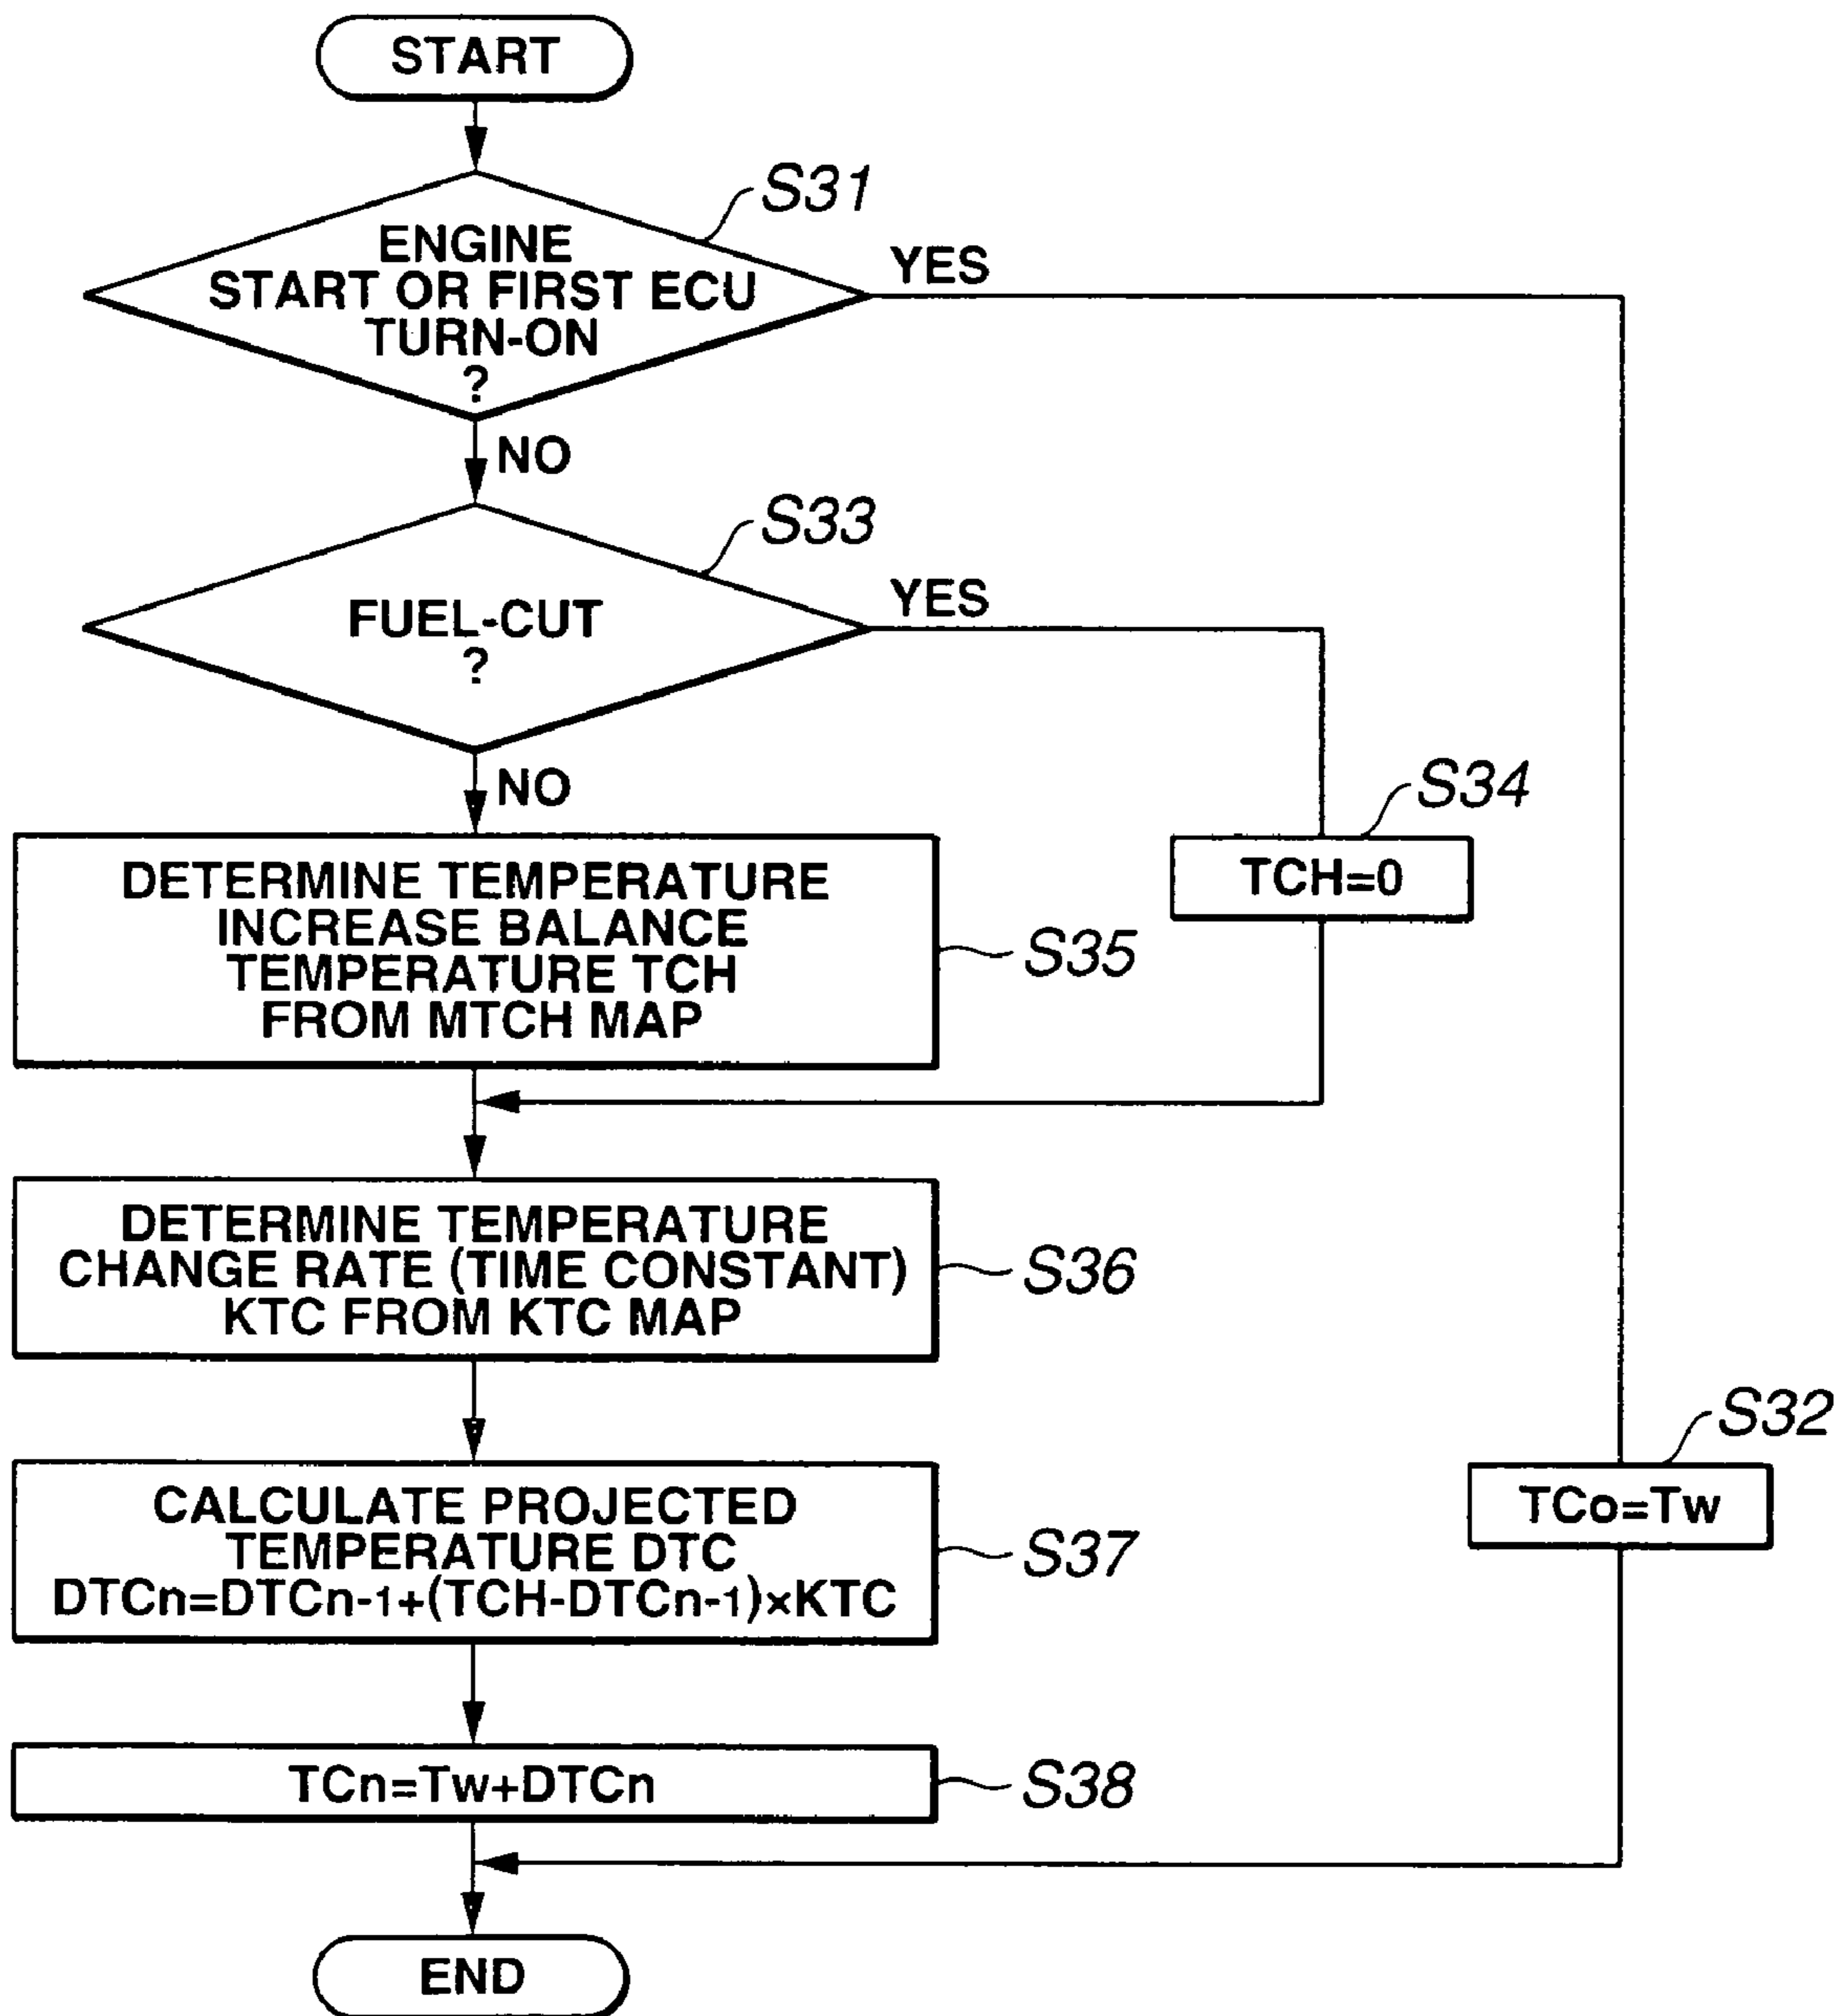 START
S31
ENGINE
START OR FIRST ECU
TURN-ON
?
YES
NO
S33
FUEL-CUT
?
YES
NO
S34
TCH=0
DETERMINE TEMPERATURE
INCREASE BALANCE
TEMPERATURE TCH
FROM MTCH MAP
S35
DETERMINE TEMPERATURE
CHANGE RATE (TIME CONSTANT)
KTC FROM KTC MAP
S36
S32
TCo=Tw
CALCULATE PROJECTED
TEMPERATURE DTC
DTCn=DTCn-1+(TCH-DTCn-1)×KTC
S37
TCn=Tw+DTCn
S38
END